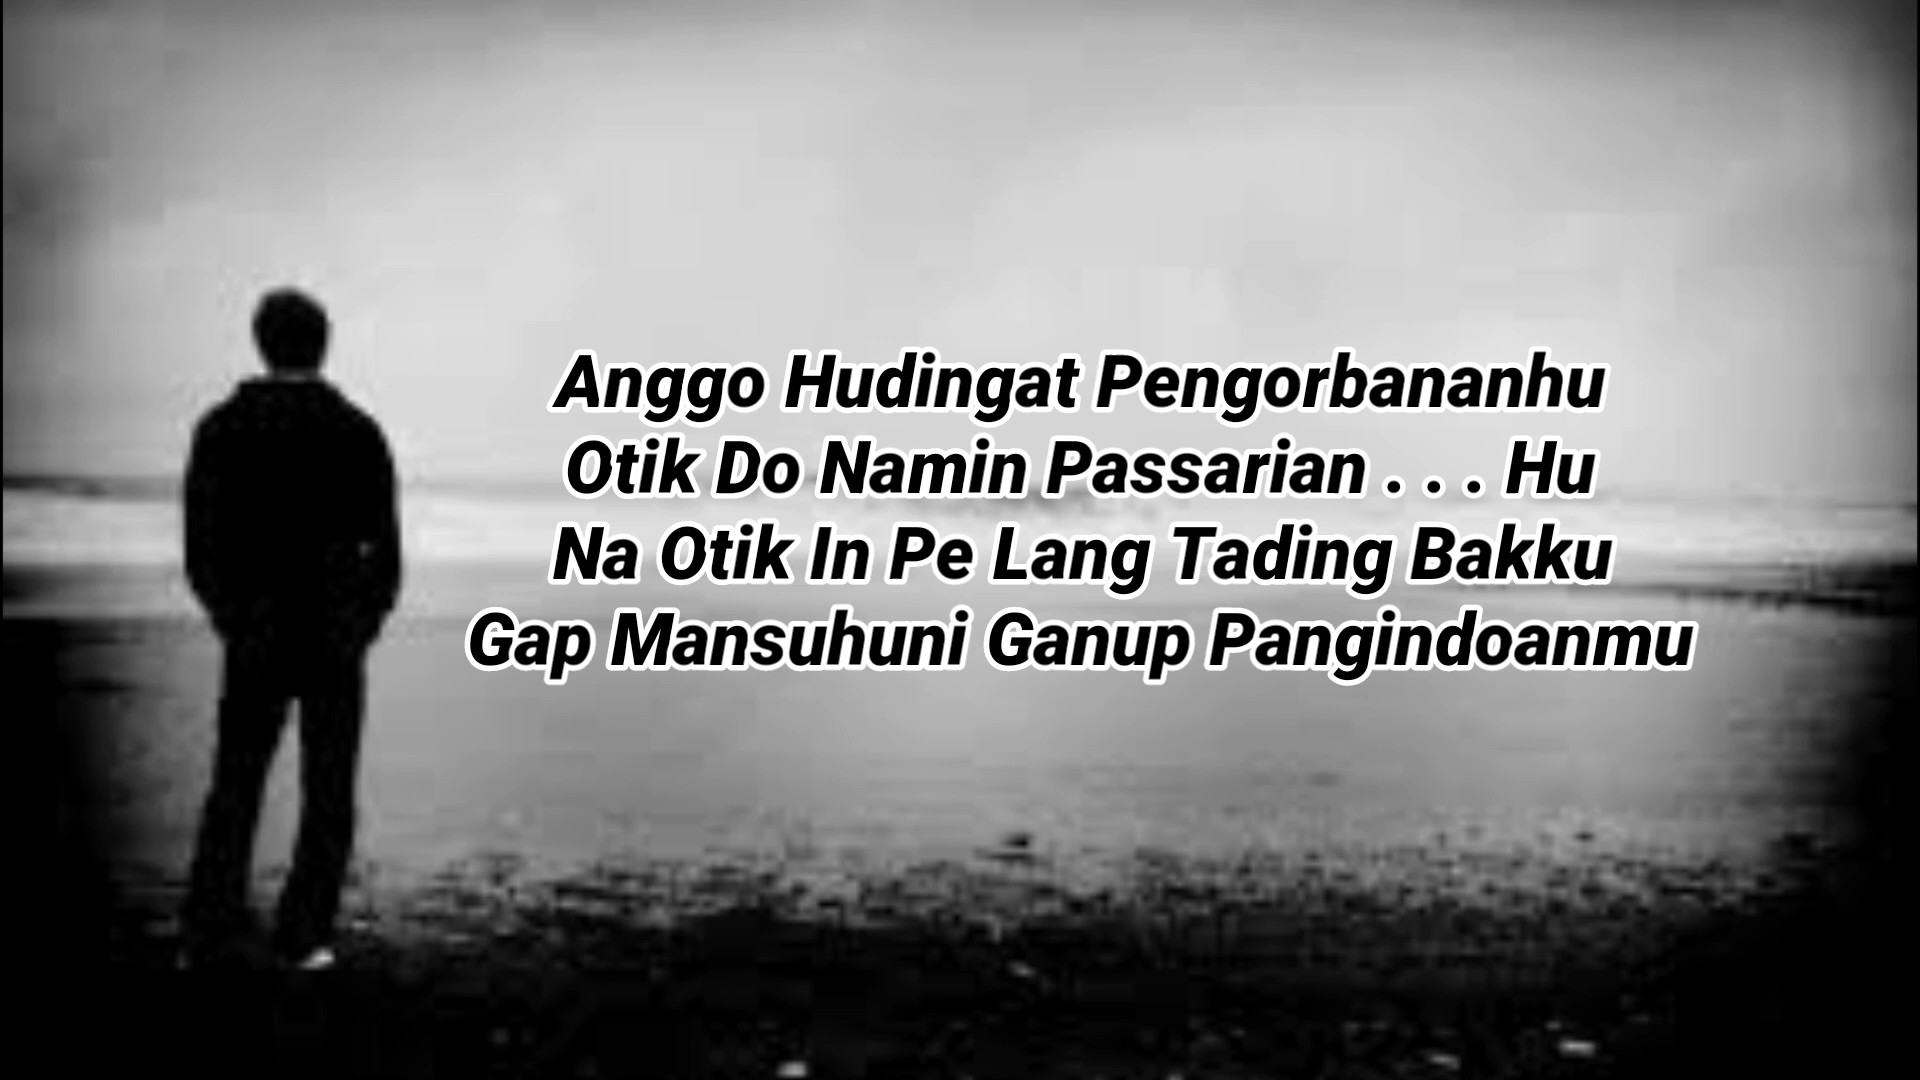 Anggo Hudingat Pengorbananhu
Otik Do Namin Passarian . . . Hu
Na Otik In Pe Lang Tading Bakku
Gap Mansuhuni Ganup Pangindoanmu